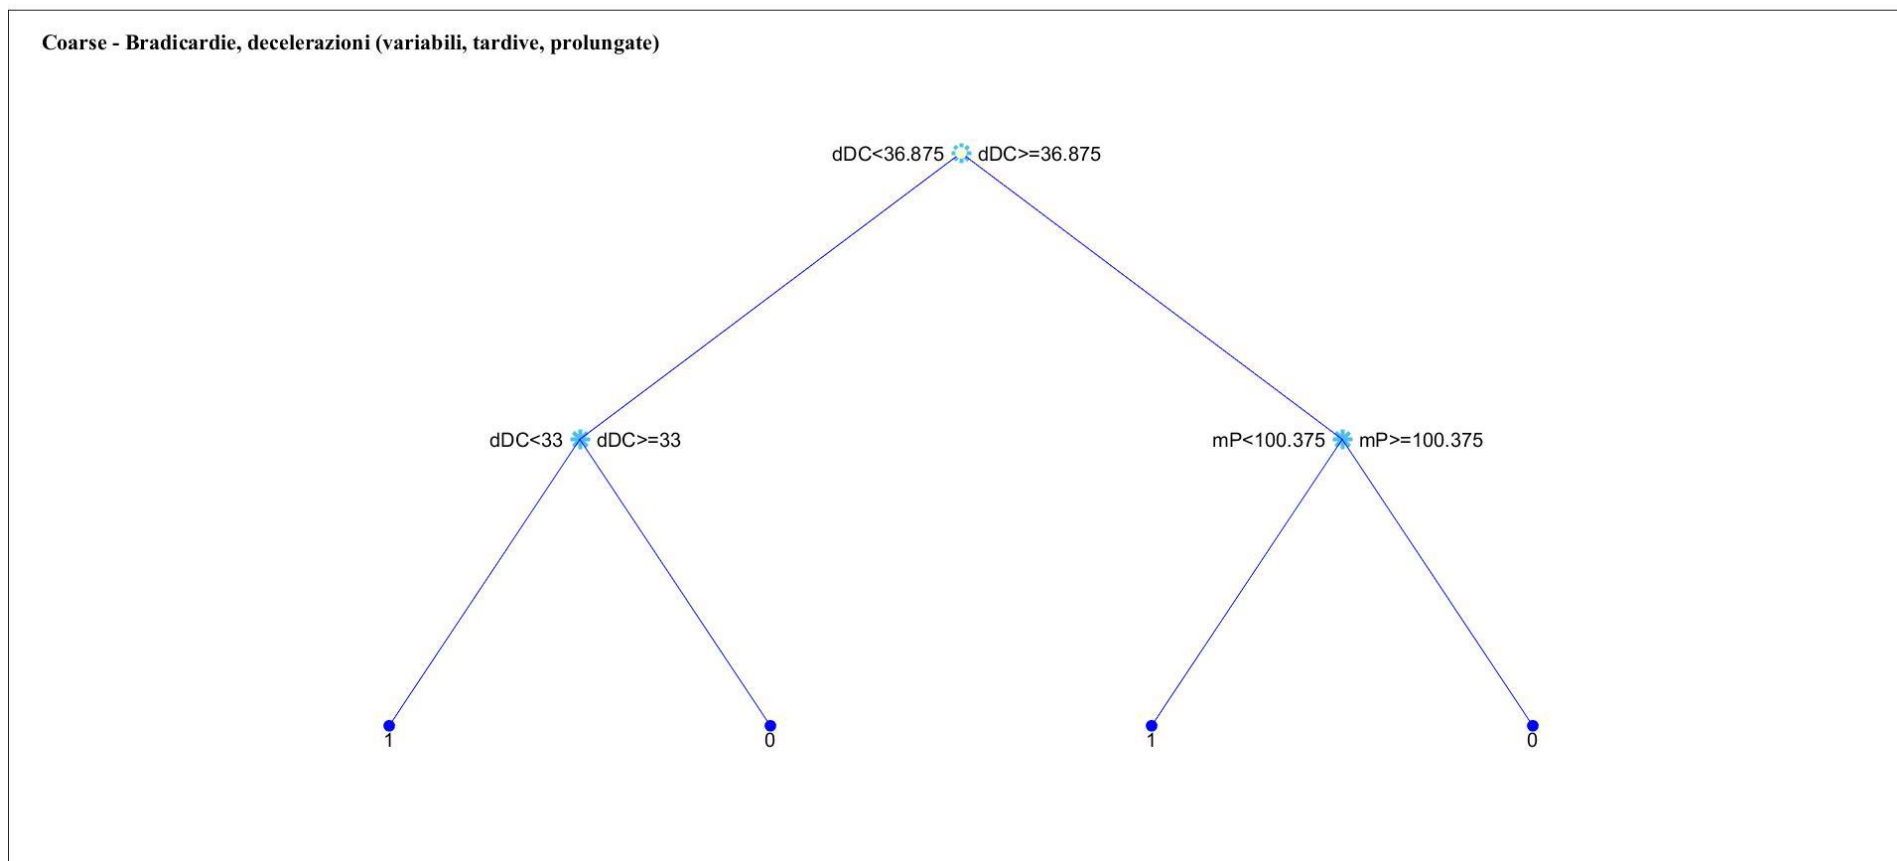 Coarse - Bradicardie, decelerazioni (variabili, tardive, prolungate)
dDC<36.875 dDC>=36.875
dDC<33 dDC>=33 mP<100.375 mP>=100.375
1 0 1 0